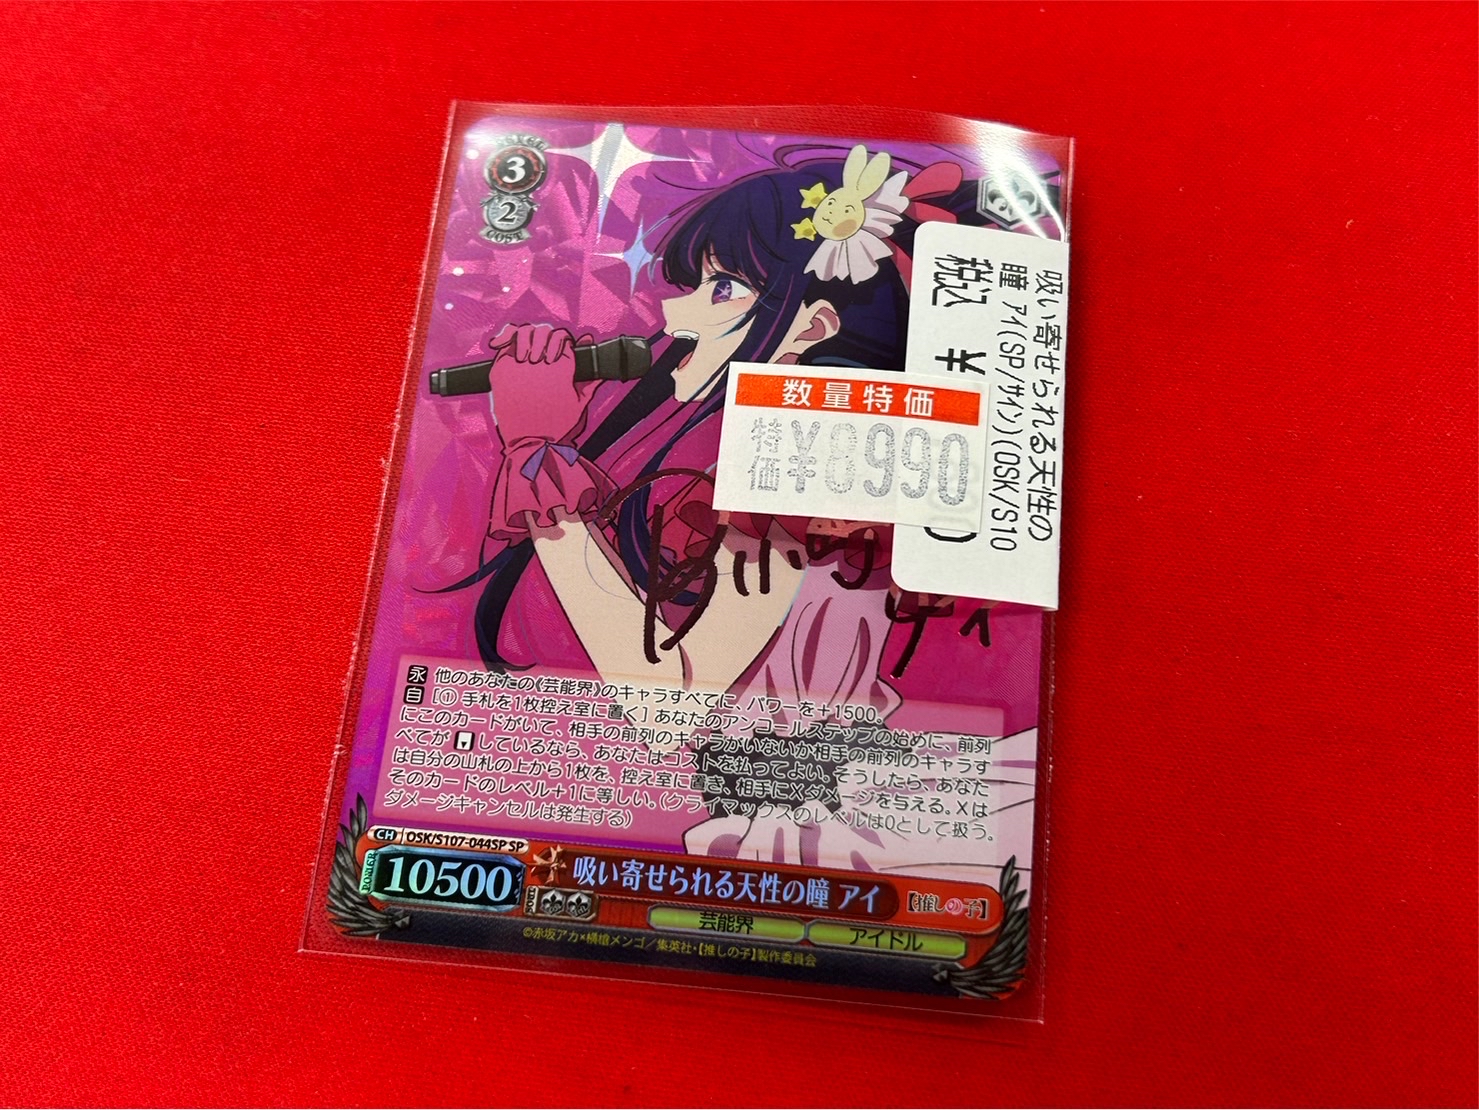 3
2
COST
吸い寄せられる天性の
瞳 アイ(SP/サイン)(OSK/S10
税込 ¥
数量特価
特価 ¥8990
永 他のあなたの《芸能界》のキャラすべてに、パワーを+1500。
自 [① 手札を1枚控え室に置く] あなたのアンコールステップの始めに、前列
にこのカードがいて、相手の前列のキャラがいないか相手の前列のキャラす
べてがしているなら、あなたはコストを払ってよい。そうしたら、あなた
は自分の山札の上から1枚を、控え室に置き、相手にXダメージを与える。Xは
そのカードのレベル+1に等しい。(クライマックスのレベルは0として扱う。
ダメージキャンセルは発生する)
CH OSK/S107-044SP SP
POWER 10500 吸い寄せられる天性の瞳 アイ 【推しの子】
芸能界 アイドル
©赤坂アカ×横槍メンゴ/集英社・【推しの子】製作委員会